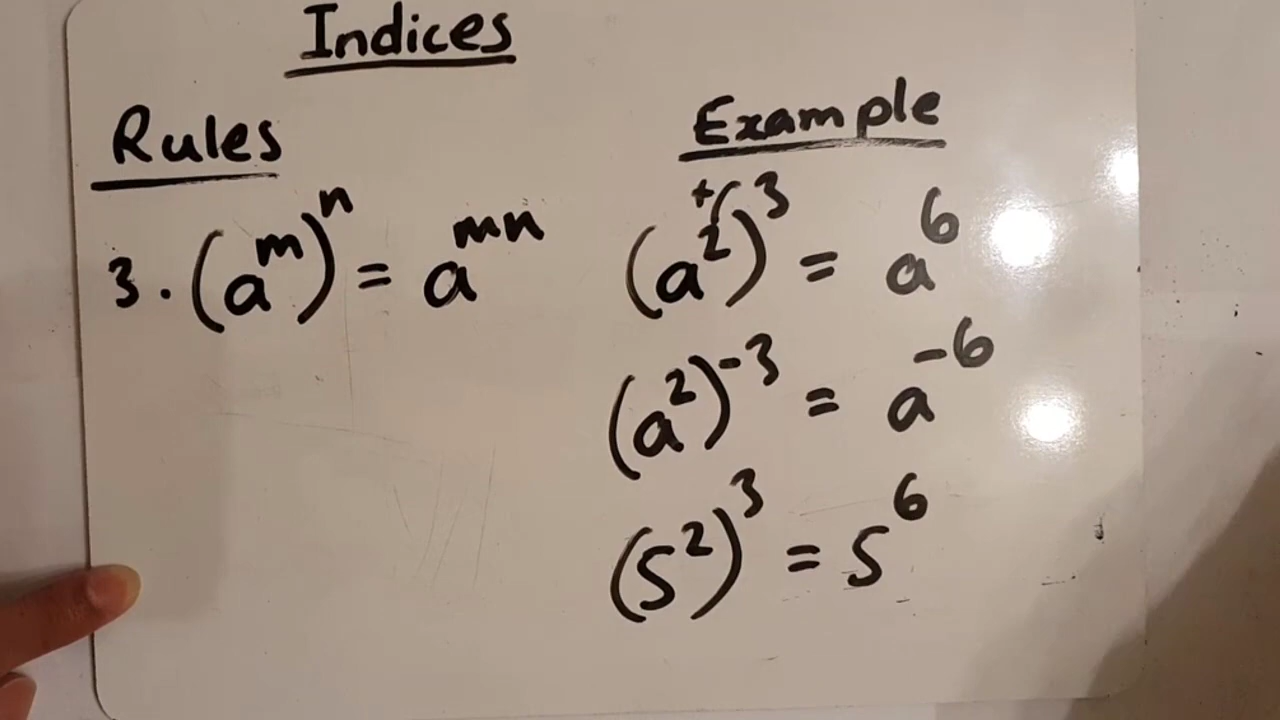 Indices
Rules
Example
3. (a^m)^n = a^mn
(a^2)^3 = a^6
(a^2)^-3 = a^-6
(5^2)^3 = 5^6